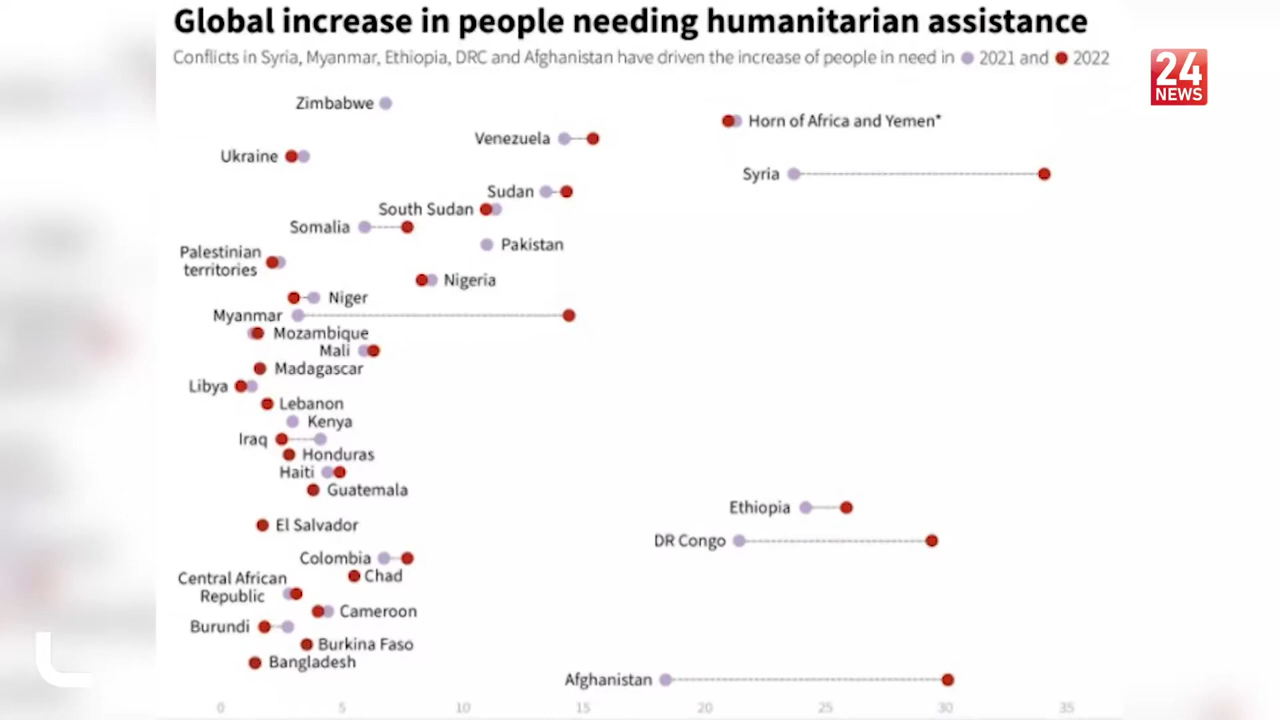 Global increase in people needing humanitarian assistance
Conflicts in Syria, Myanmar, Ethiopia, DRC and Afghanistan have driven the increase of people in need in 2021 and 2022
24
NEWS
Zimbabwe
Horn of Africa and Yemen*
Venezuela
Ukraine
Syria
Sudan
South Sudan
Somalia
Pakistan
Palestinian
territories
Nigeria
Niger
Myanmar
Mozambique
Mali
Madagascar
Libya
Lebanon
Kenya
Iraq
Honduras
Haiti
Guatemala
Ethiopia
El Salvador
DR Congo
Colombia
Chad
Central African
Republic
Cameroon
Burundi
Burkina Faso
Bangladesh
Afghanistan
0 5 10 15 20 25 30 35